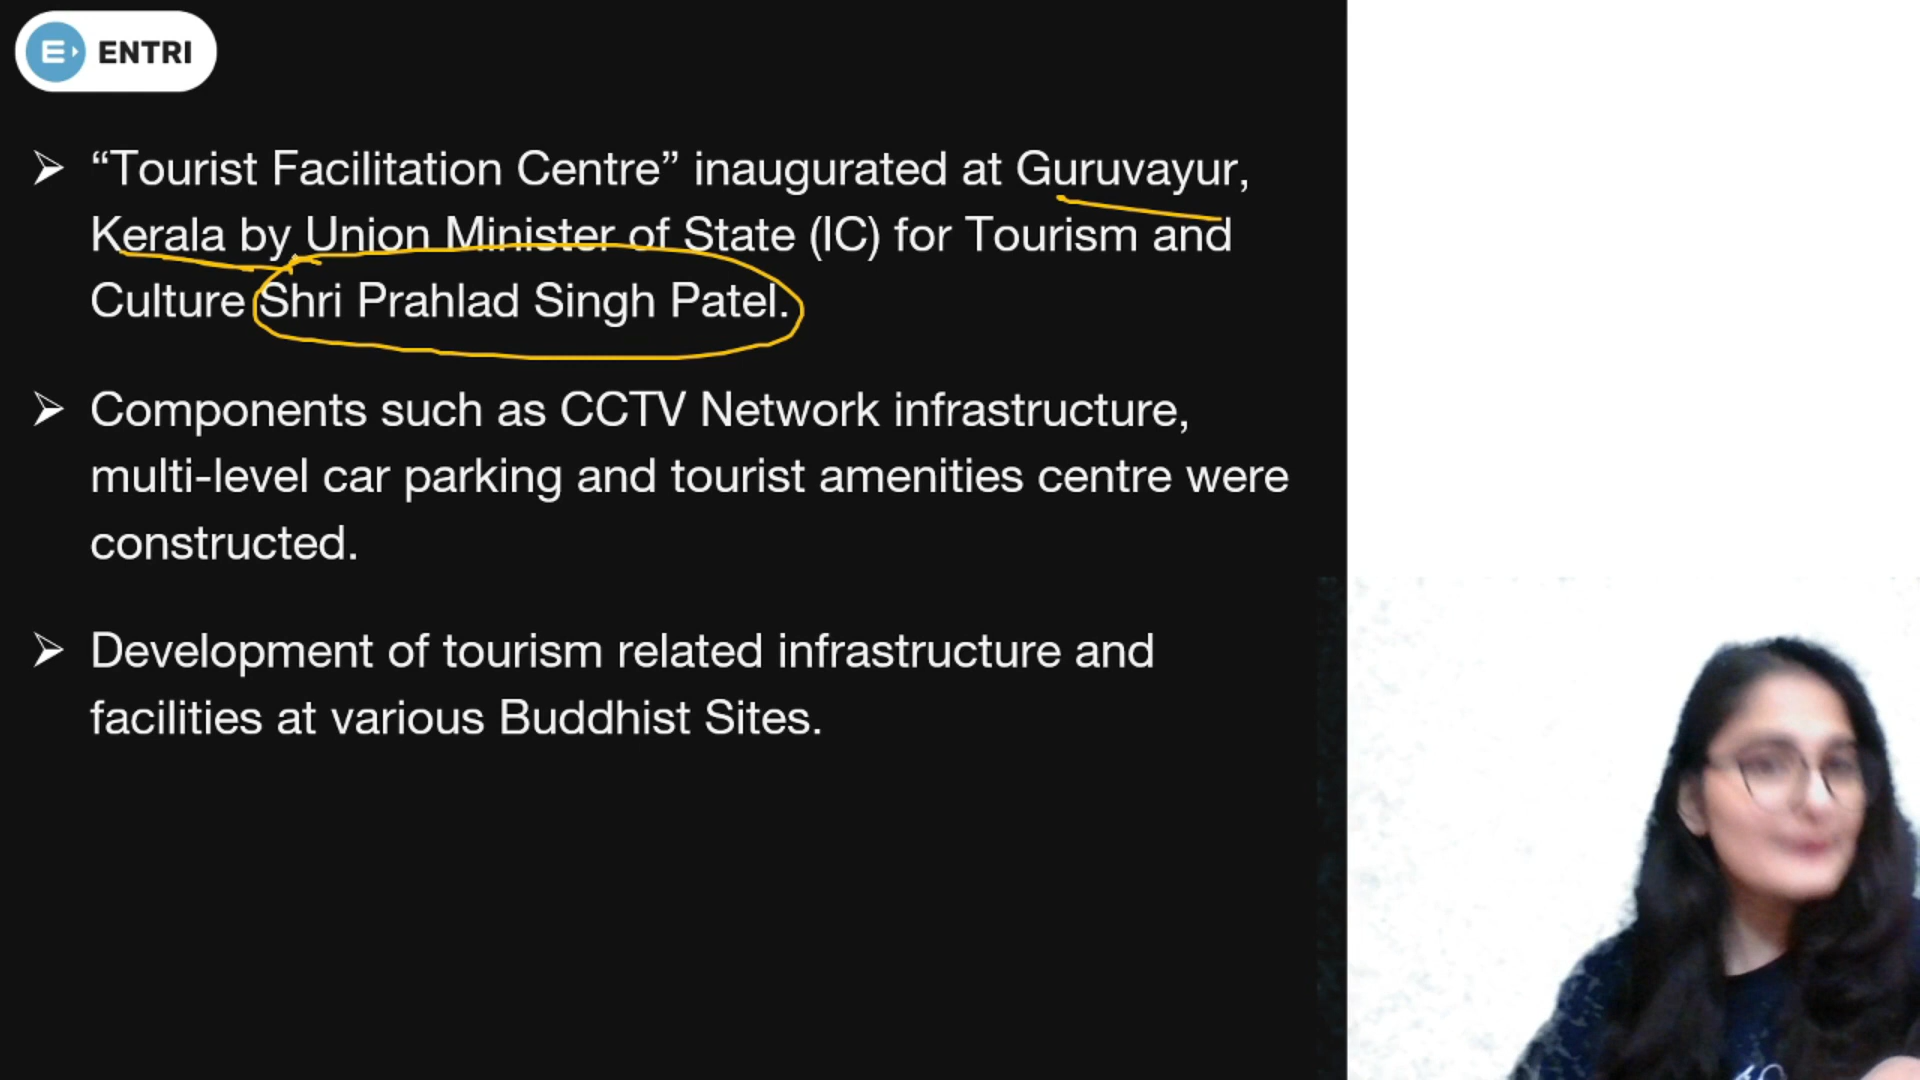 ENTRI
“Tourist Facilitation Centre” inaugurated at Guruvayur,
Kerala by Union Minister of State (IC) for Tourism and
Culture Shri Prahlad Singh Patel.
Components such as CCTV Network infrastructure,
multi-level car parking and tourist amenities centre were
constructed.
Development of tourism related infrastructure and
facilities at various Buddhist Sites.